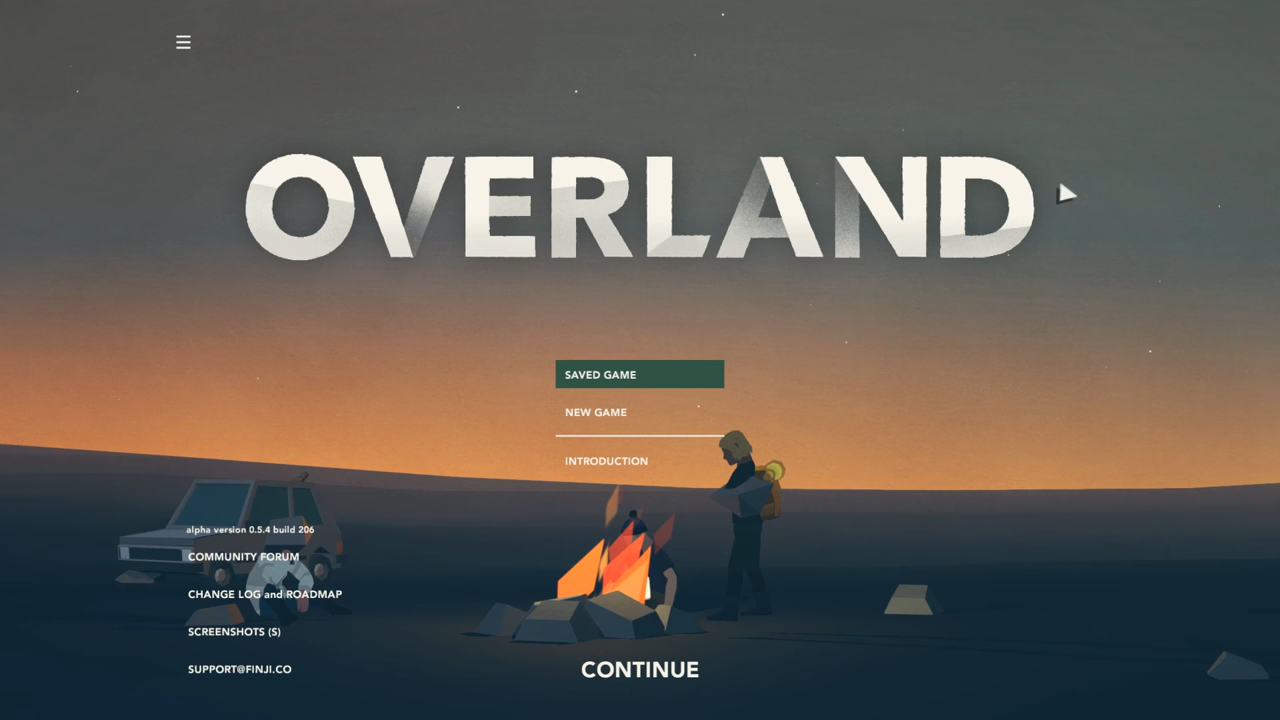 OVERLAND
SAVED GAME
NEW GAME
INTRODUCTION
alpha version 0.5.4 build 206
COMMUNITY FORUM
CHANGE LOG and ROADMAP
SCREENSHOTS (S)
SUPPORT@FINJI.CO
CONTINUE